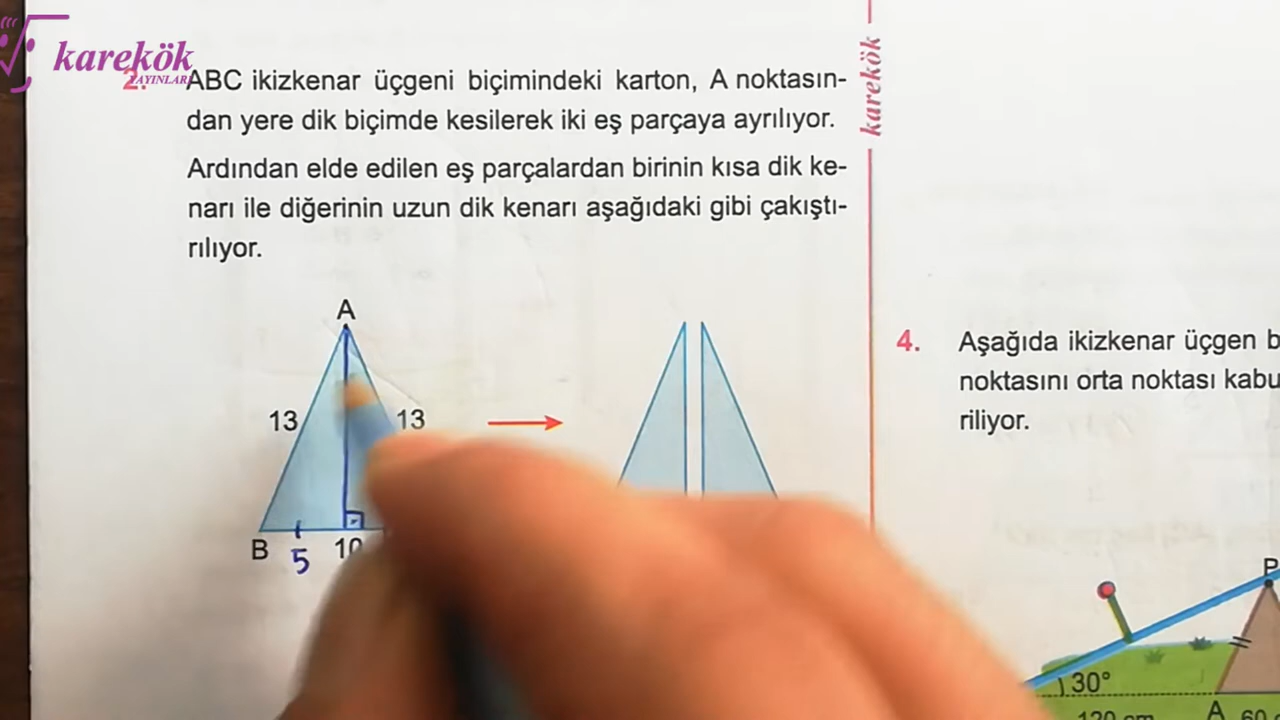 karekök
YAYINLARI
2.
ABC ikizkenar üçgeni biçimindeki karton, A noktasın-
dan yere dik biçimde kesilerek iki eş parçaya ayrılıyor.
Ardından elde edilen eş parçalardan birinin kısa dik ke-
narı ile diğerinin uzun dik kenarı aşağıdaki gibi çakıştı-
rılıyor.
A
13
13
B
5
10
karekök
4.
Aşağıda ikizkenar üçgen b
noktasını orta noktası kabu
riliyor.
P
30°
120 cm
A
60